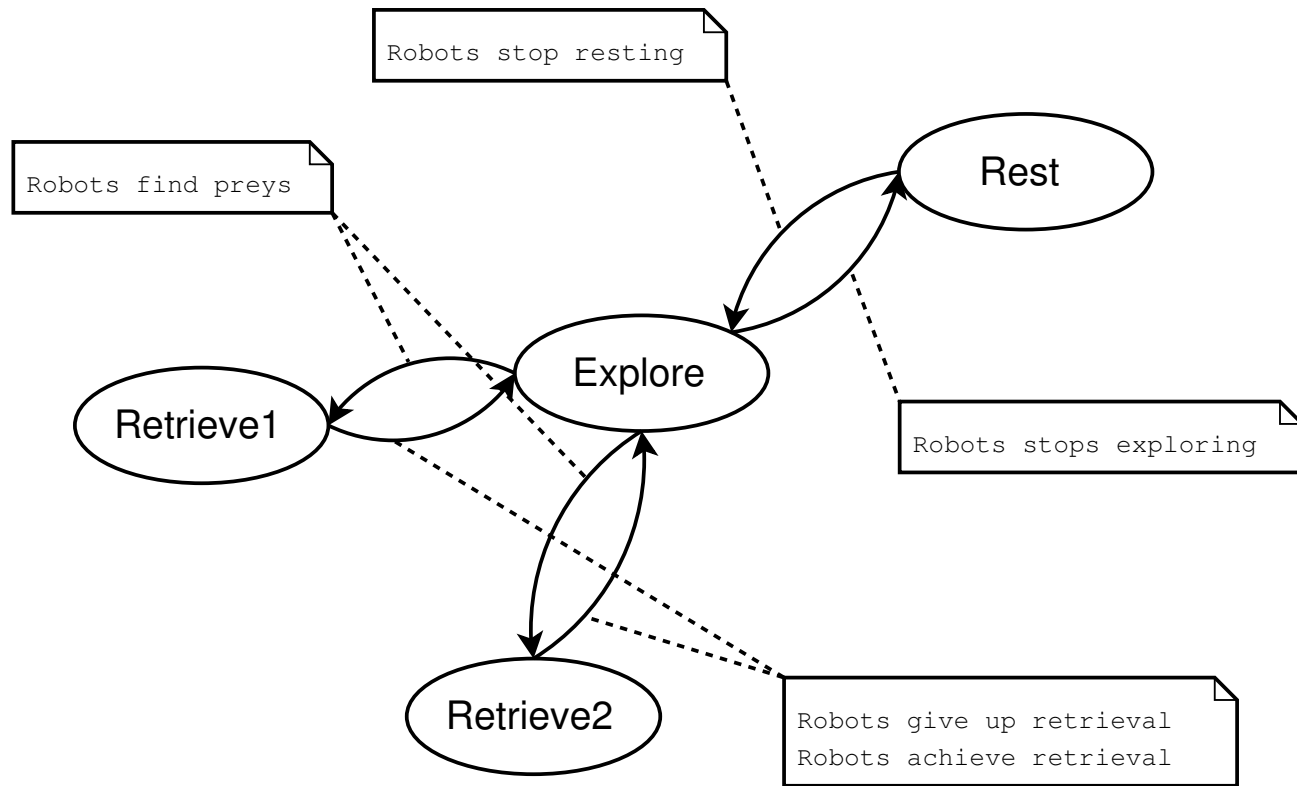 Robots stop resting
Rest
Robots find preys
Explore
Retrieve1
Robots stops exploring
Retrieve2
Robots give up retrieval
Robots achieve retrieval